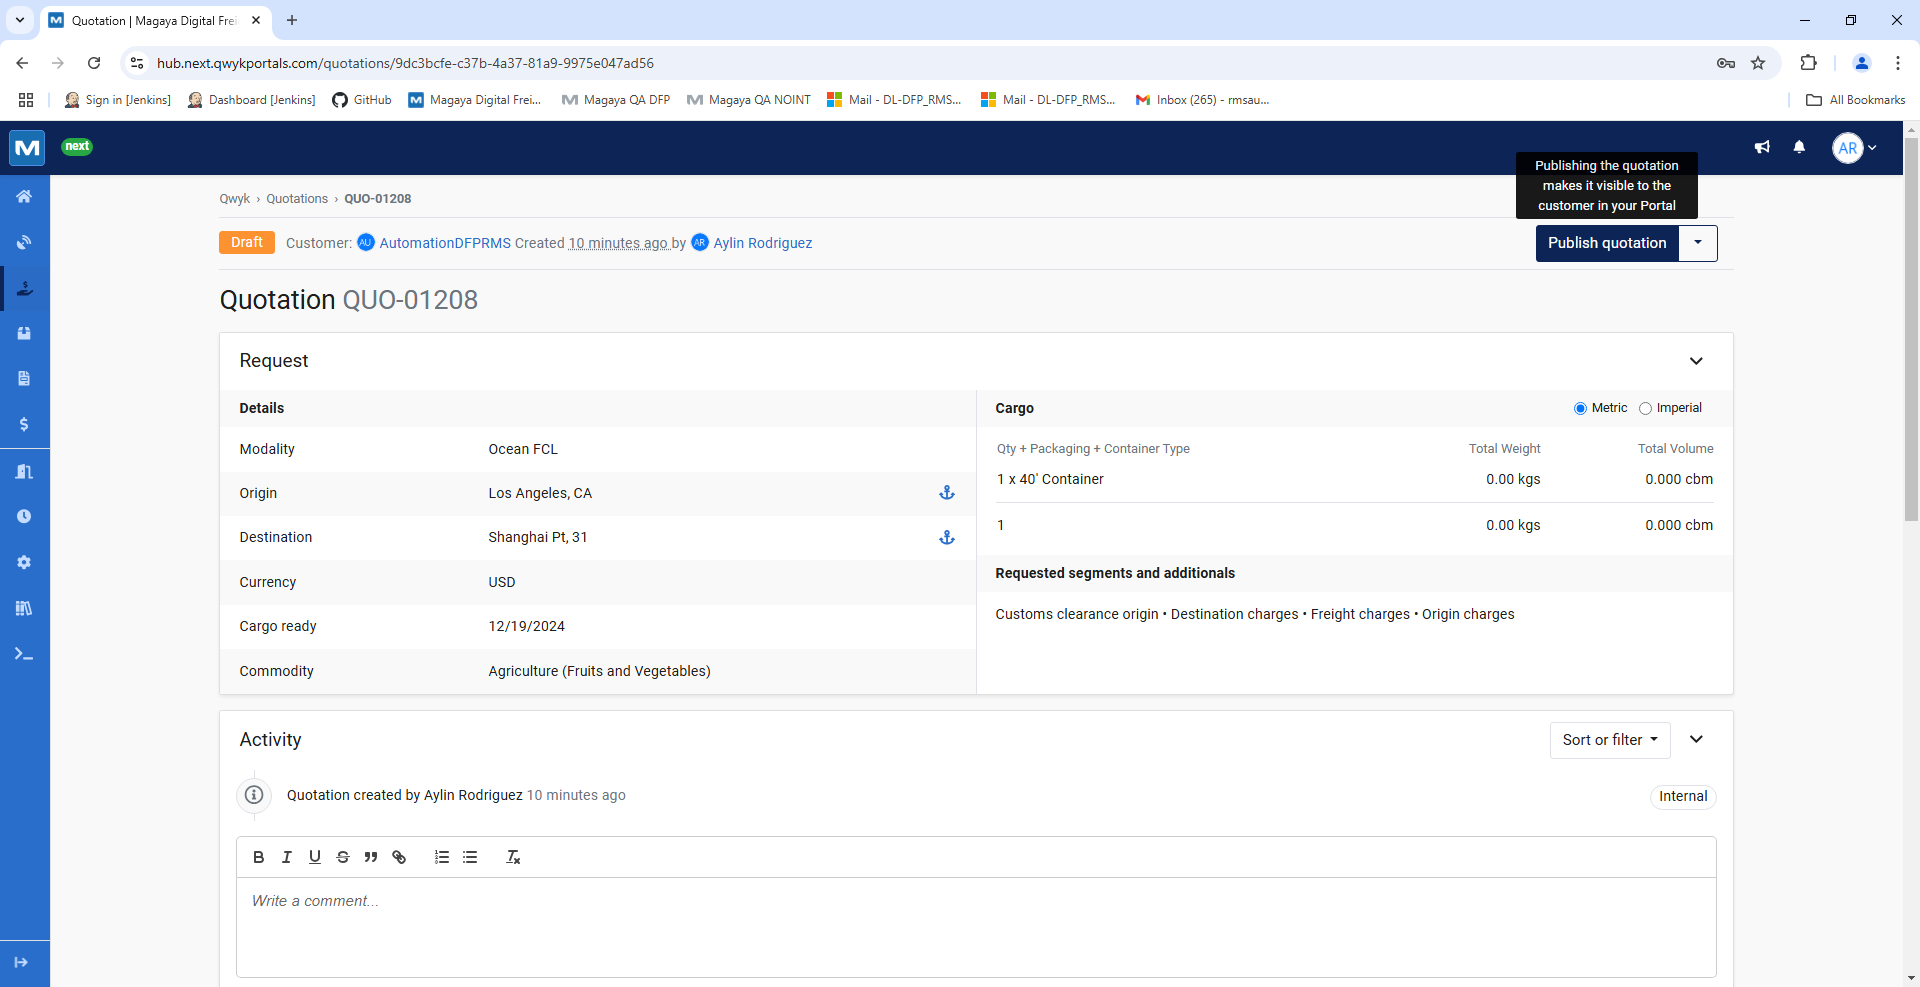 Quotation | Magaya Digital Frei
hub.next.qwykportals.com/quotations/9dc3bcfe-c37b-4a37-81a9-9975e047ad56
Sign in [Jenkins]
Dashboard [Jenkins]
GitHub
Magaya Digital Frei...
Magaya QA DFP
Magaya QA NOINT
Mail - DL-DFP_RMS...
Mail - DL-DFP_RMS...
Inbox (265) - rmsau...
All Bookmarks
next
AR
Publishing the quotation
makes it visible to the
customer in your Portal
Qwyk › Quotations › QUO-01208
Draft
Customer: AU AutomationDFPRMS Created 10 minutes ago by AR Aylin Rodriguez
Publish quotation
Quotation QUO-01208
Request
Details
Modality Ocean FCL
Origin Los Angeles, CA
Destination Shanghai Pt, 31
Currency USD
Cargo ready 12/19/2024
Commodity Agriculture (Fruits and Vegetables)
Cargo
Metric Imperial
Qty + Packaging + Container Type Total Weight Total Volume
1 x 40' Container 0.00 kgs 0.000 cbm
1 0.00 kgs 0.000 cbm
Requested segments and additionals
Customs clearance origin • Destination charges • Freight charges • Origin charges
Activity
Sort or filter
Quotation created by Aylin Rodriguez 10 minutes ago
Internal
Write a comment...